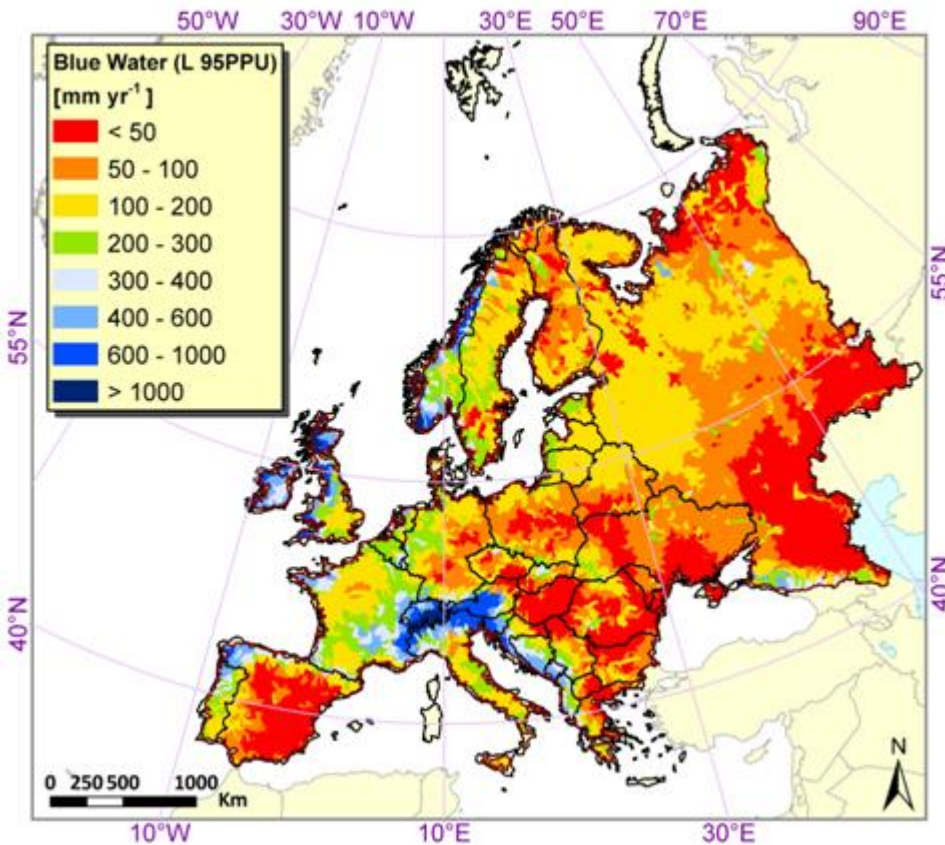 50°W 30°W 10°W 30°E 50°E 70°E 90°E
Blue Water (L 95PPU)
[mm yr⁻¹]
< 50
50 - 100
100 - 200
200 - 300
300 - 400
400 - 600
600 - 1000
> 1000
55°N
55°N
40°N
40°N
N
0 250 500 1000
Km
10°W 10°E 30°E